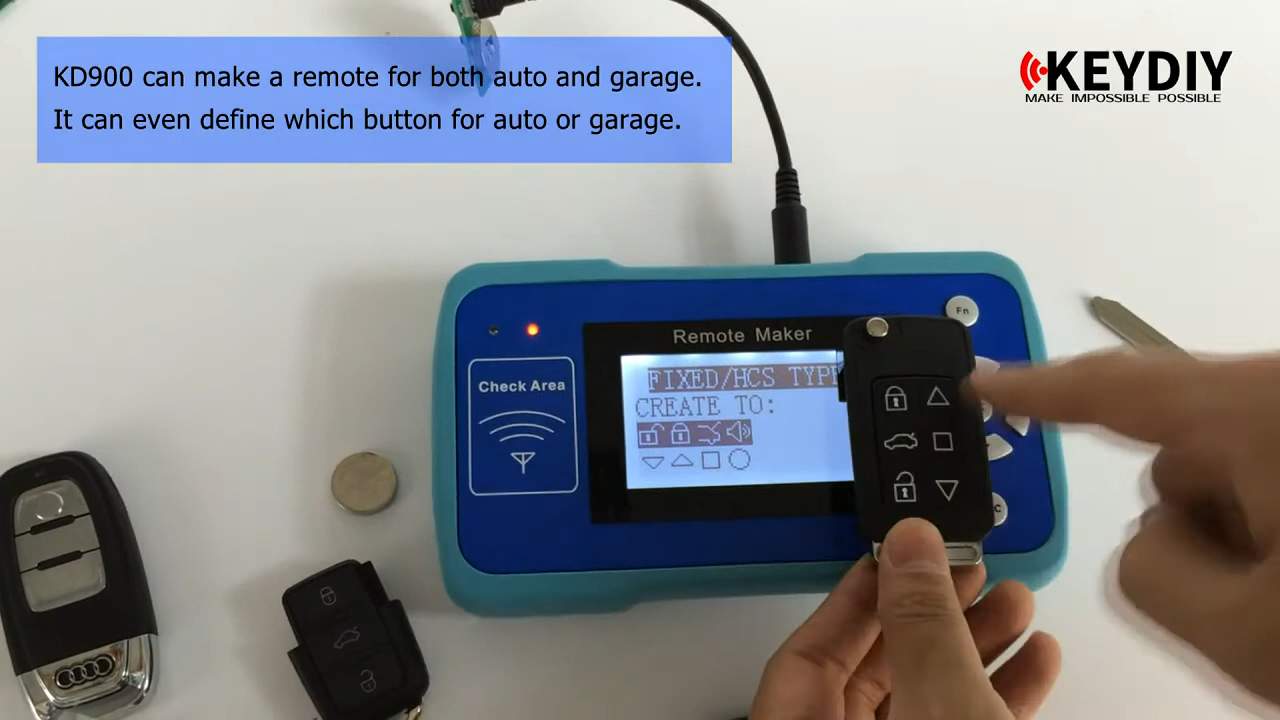 KD900 can make a remote for both auto and garage.
It can even define which button for auto or garage.
KEYDIY
MAKE IMPOSSIBLE POSSIBLE
Fn
Remote Maker
Check Area
FIXED/HCS TYPE
CREATE TO:
C